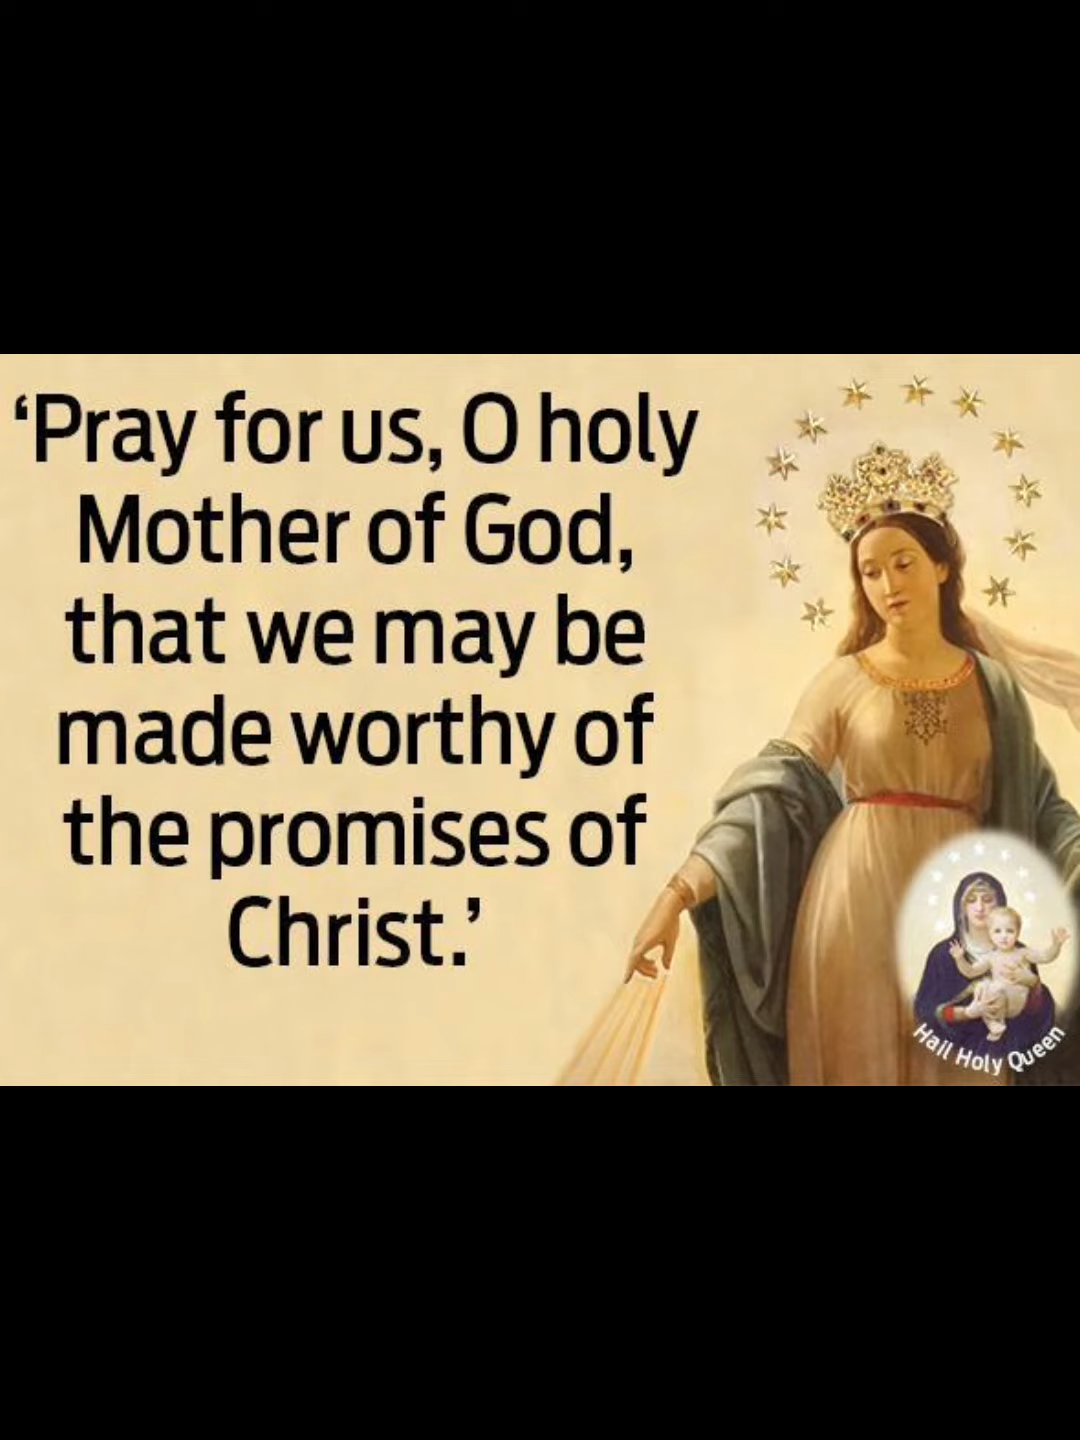 ‘Pray for us, O holy
Mother of God,
that we may be
made worthy of
the promises of
Christ.’
Hail Holy Queen